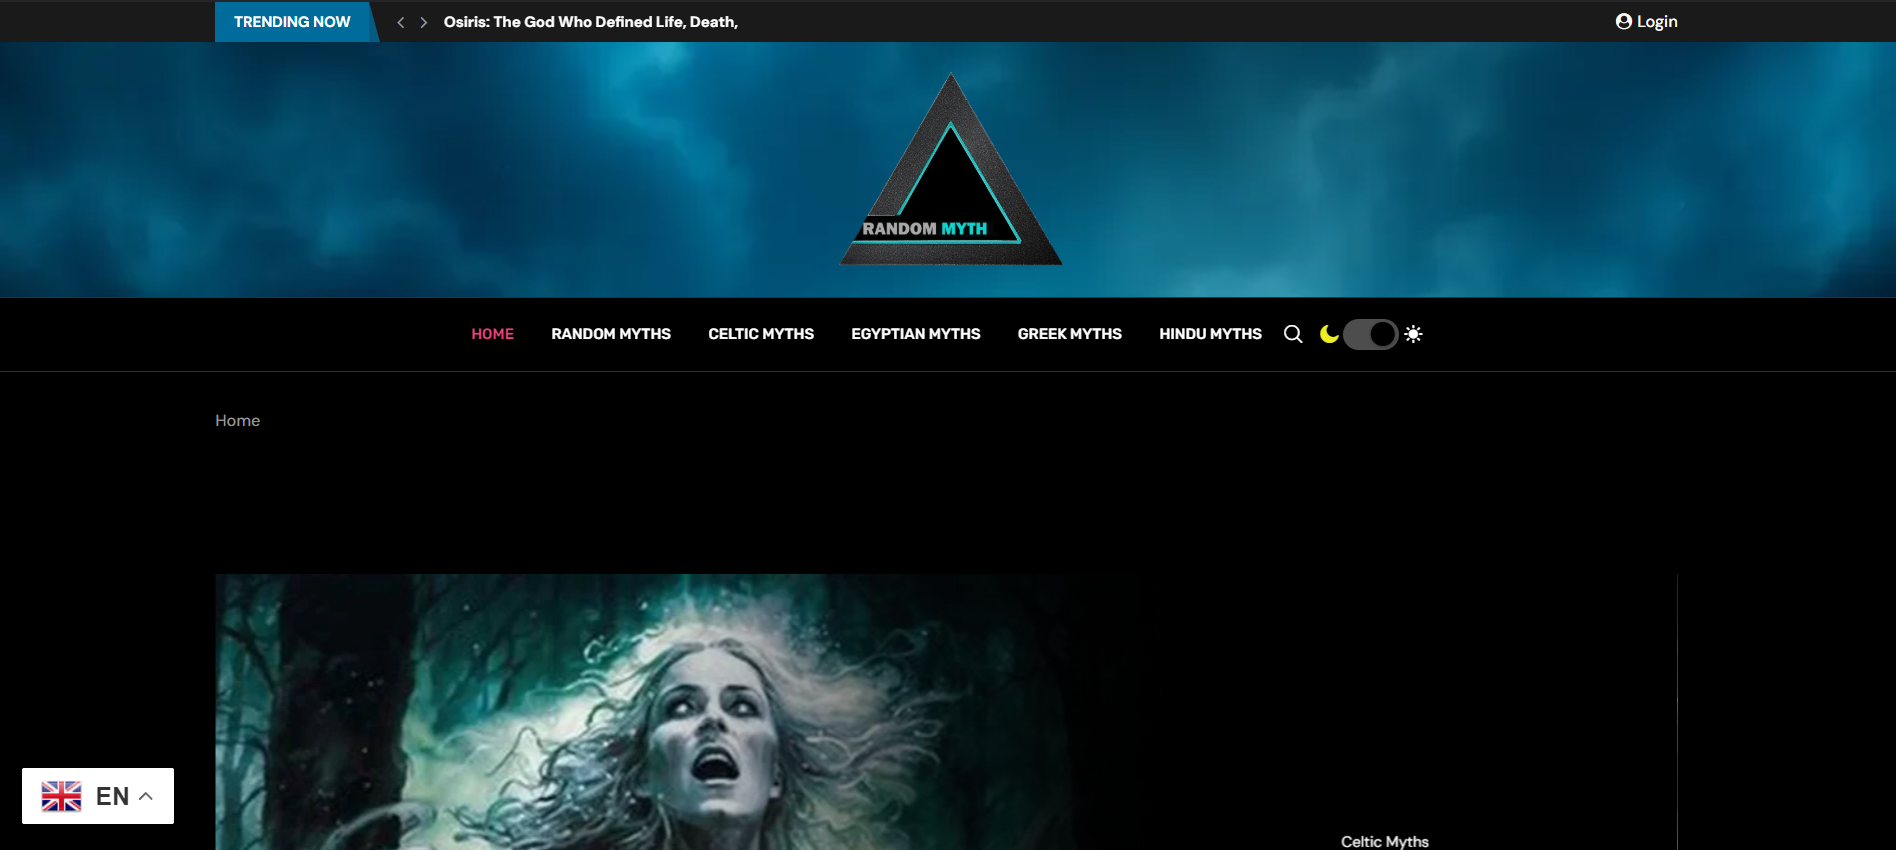 TRENDING NOW
Osiris: The God Who Defined Life, Death,
Login
RANDOM MYTH
HOME
RANDOM MYTHS
CELTIC MYTHS
EGYPTIAN MYTHS
GREEK MYTHS
HINDU MYTHS
Home
EN
Celtic Myths